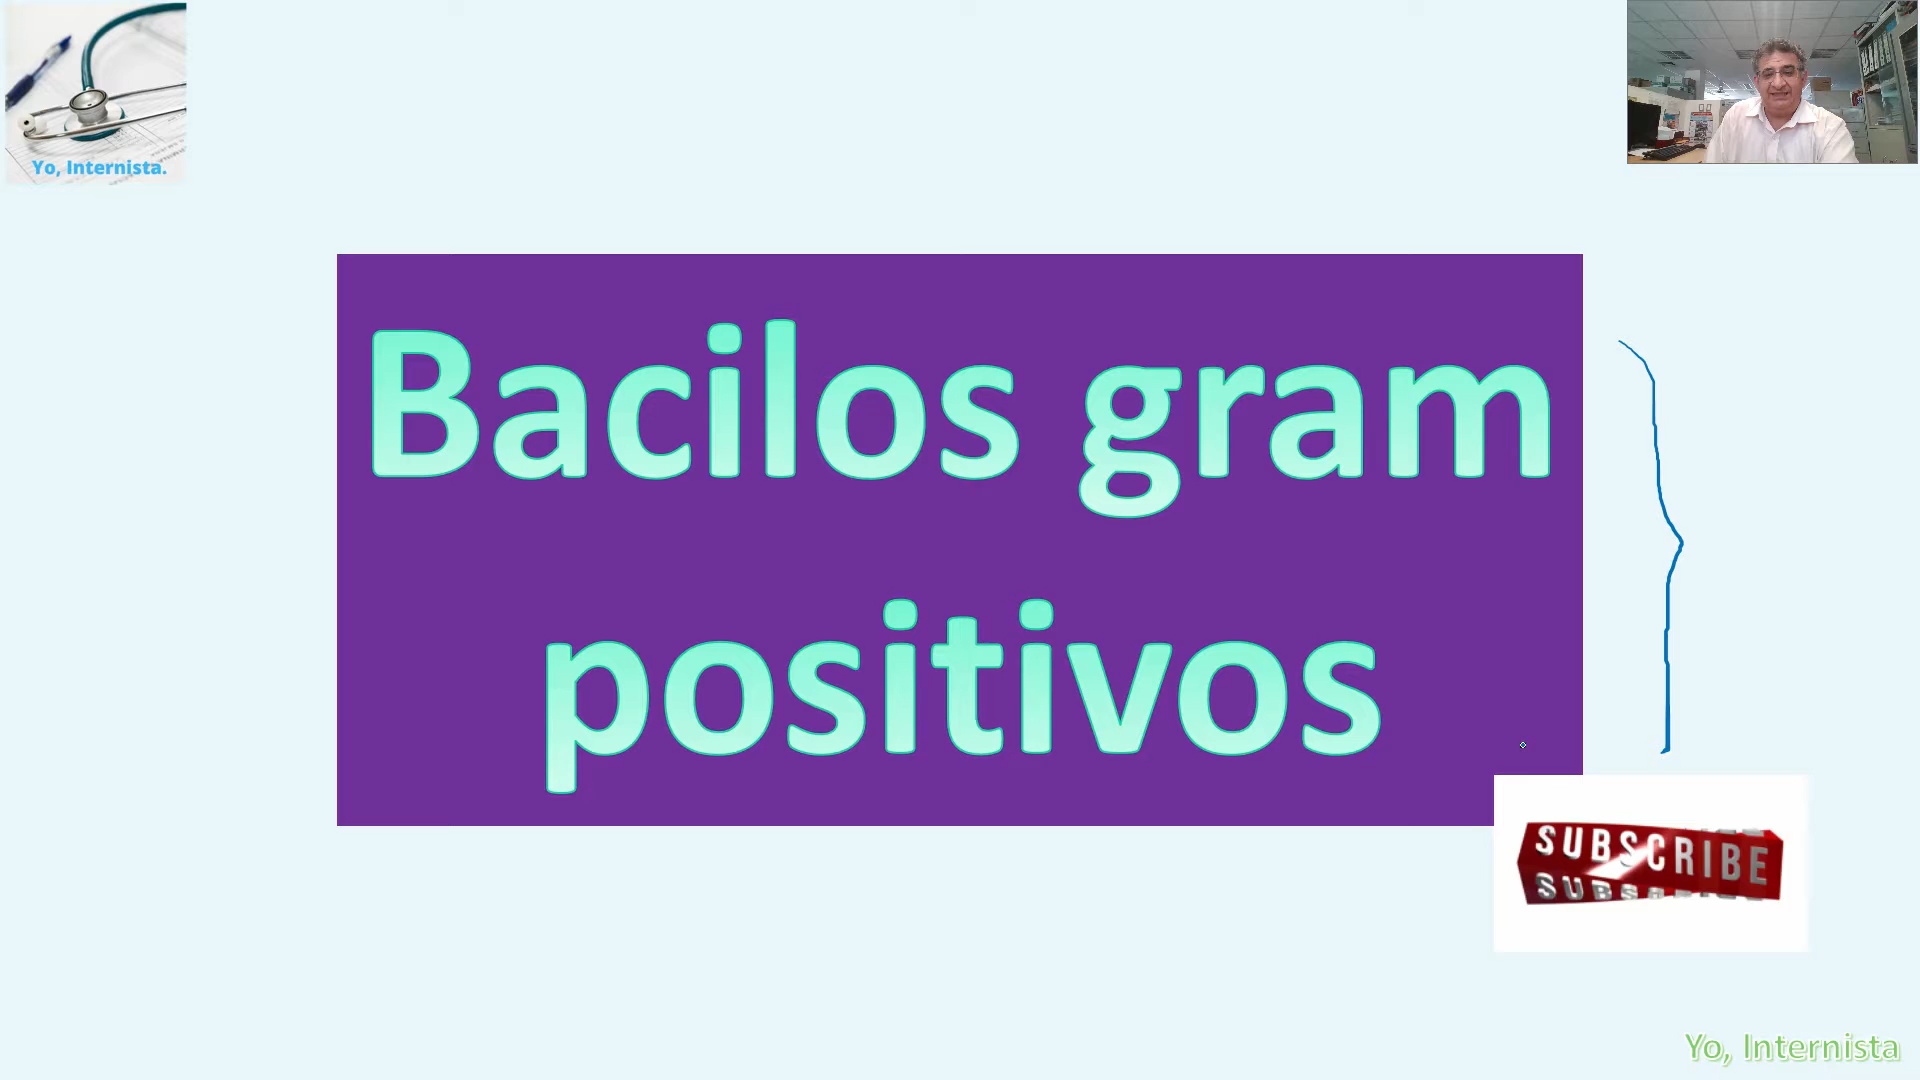 Yo, Internista.
Bacilos gram
positivos
SUBSCRIBE
Yo, Internista